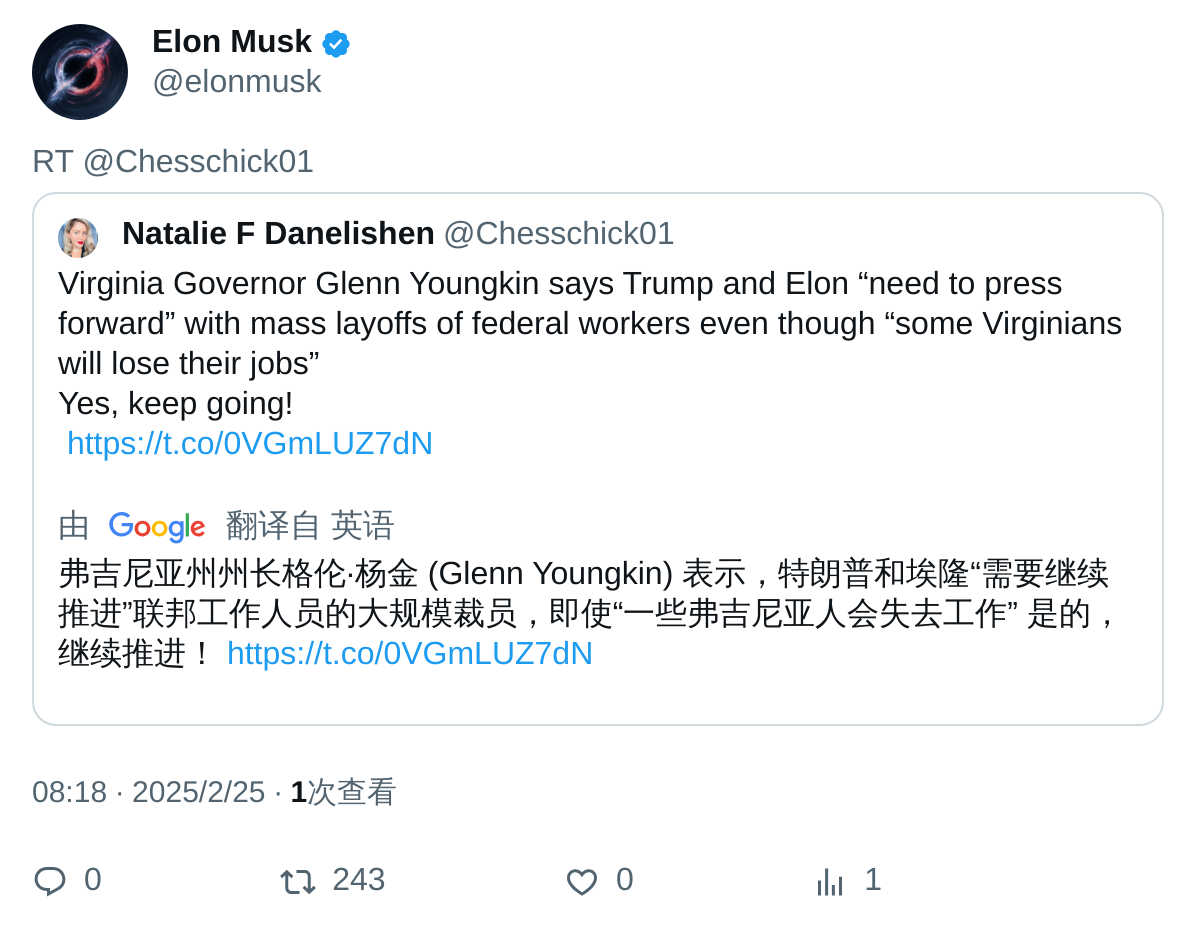 Elon Musk
@elonmusk
RT @Chesschick01
Natalie F Danelishen @Chesschick01
Virginia Governor Glenn Youngkin says Trump and Elon “need to press
forward” with mass layoffs of federal workers even though “some Virginians
will lose their jobs”
Yes, keep going!
https://t.co/0VGmLUZ7dN
由 Google 翻译自 英语
弗吉尼亚州州长格伦·杨金 (Glenn Youngkin) 表示，特朗普和埃隆“需要继续
推进”联邦工作人员的大规模裁员，即使“一些弗吉尼亚人会失去工作” 是的，
继续推进！ https://t.co/0VGmLUZ7dN
08:18 · 2025/2/25 · 1次查看
0 243 0 1